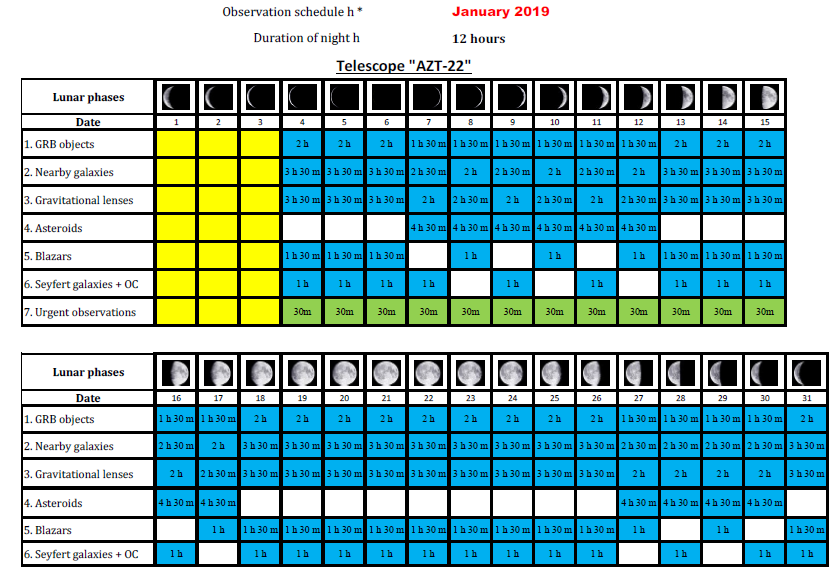 Observation schedule h * January 2019
Duration of night h 12 hours
Telescope "AZT-22"
Lunar phases
Date 1 2 3 4 5 6 7 8 9 10 11 12 13 14 15
1. GRB objects 2 h 2 h 2 h 1 h 30 m 1 h 30 m 1 h 30 m 1 h 30 m 1 h 30 m 1 h 30 m 2 h 2 h 2 h
2. Nearby galaxies 3 h 30 m 3 h 30 m 3 h 30 m 2 h 30 m 2 h 2 h 30 m 2 h 2 h 30 m 2 h 3 h 30 m 3 h 30 m 3 h 30 m
3. Gravitational lenses 3 h 30 m 3 h 30 m 3 h 30 m 2 h 2 h 30 m 2 h 2 h 30 m 2 h 2 h 30 m 3 h 30 m 3 h 30 m 3 h 30 m
4. Asteroids 4 h 30 m 4 h 30 m 4 h 30 m 4 h 30 m 4 h 30 m 4 h 30 m
5. Blazars 1 h 30 m 1 h 30 m 1 h 30 m 1 h 1 h 1 h 1 h 30 m 1 h 30 m 1 h 30 m
6. Seyfert galaxies + OC 1 h 1 h 1 h 1 h 1 h 1 h 1 h 1 h 1 h
7. Urgent observations 30m 30m 30m 30m 30m 30m 30m 30m 30m 30m 30m 30m
Lunar phases
Date 16 17 18 19 20 21 22 23 24 25 26 27 28 29 30 31
1. GRB objects 1 h 30 m 1 h 30 m 2 h 2 h 2 h 2 h 2 h 2 h 2 h 2 h 2 h 1 h 30 m 1 h 30 m 1 h 30 m 1 h 30 m 2 h
2. Nearby galaxies 2 h 30 m 2 h 3 h 30 m 3 h 30 m 3 h 30 m 3 h 30 m 3 h 30 m 3 h 30 m 3 h 30 m 3 h 30 m 3 h 30 m 2 h 30 m 2 h 30 m 2 h 30 m 2 h 30 m 3 h 30 m
3. Gravitational lenses 2 h 2 h 30 m 3 h 30 m 3 h 30 m 3 h 30 m 3 h 30 m 3 h 30 m 3 h 30 m 3 h 30 m 3 h 30 m 3 h 30 m 2 h 2 h 2 h 2 h 3 h 30 m
4. Asteroids 4 h 30 m 4 h 30 m 4 h 30 m 4 h 30 m 4 h 30 m 4 h 30 m
5. Blazars 1 h 1 h 30 m 1 h 30 m 1 h 30 m 1 h 30 m 1 h 30 m 1 h 30 m 1 h 30 m 1 h 30 m 1 h 30 m 1 h 1 h 1 h 30 m
6. Seyfert galaxies + OC 1 h 1 h 1 h 1 h 1 h 1 h 1 h 1 h 1 h 1 h 1 h 1 h 1 h